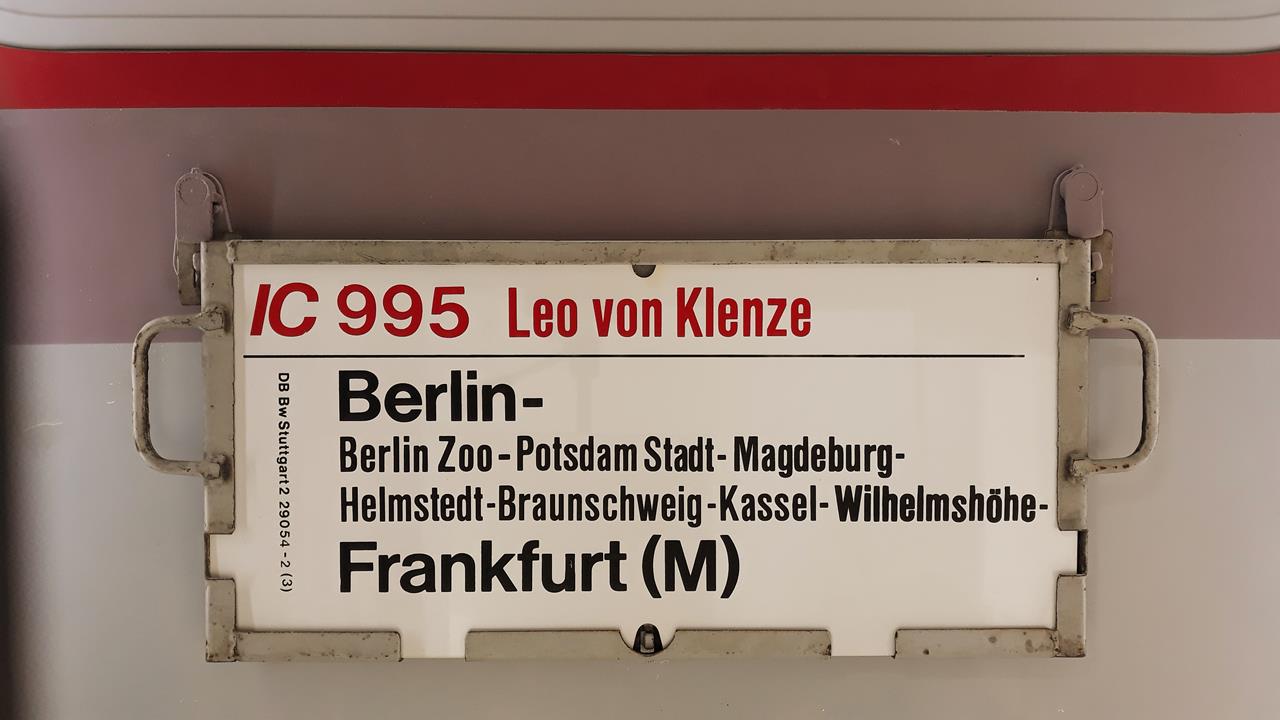 IC 995 Leo von Klenze
Berlin-
Berlin Zoo - Potsdam Stadt - Magdeburg-
Helmstedt-Braunschweig-Kassel-Wilhelmshöhe-
Frankfurt (M)
DB Bw Stuttgart 2 29054 - 2 (3)